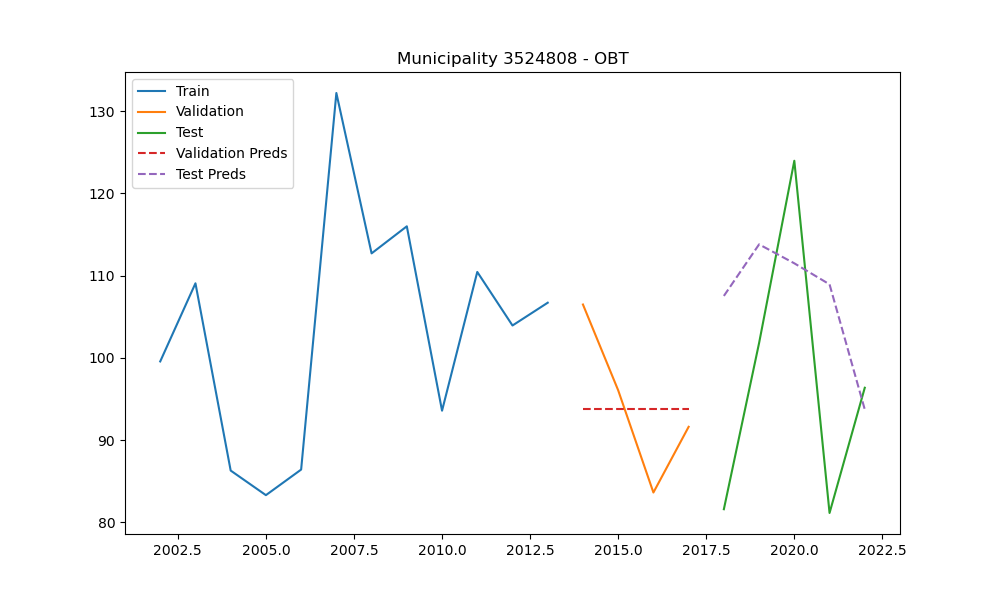 Municipality 3524808 - OBT
Train
Validation
Test
Validation Preds
Test Preds
130
120
110
100
90
80
2002.5 2005.0 2007.5 2010.0 2012.5 2015.0 2017.5 2020.0 2022.5